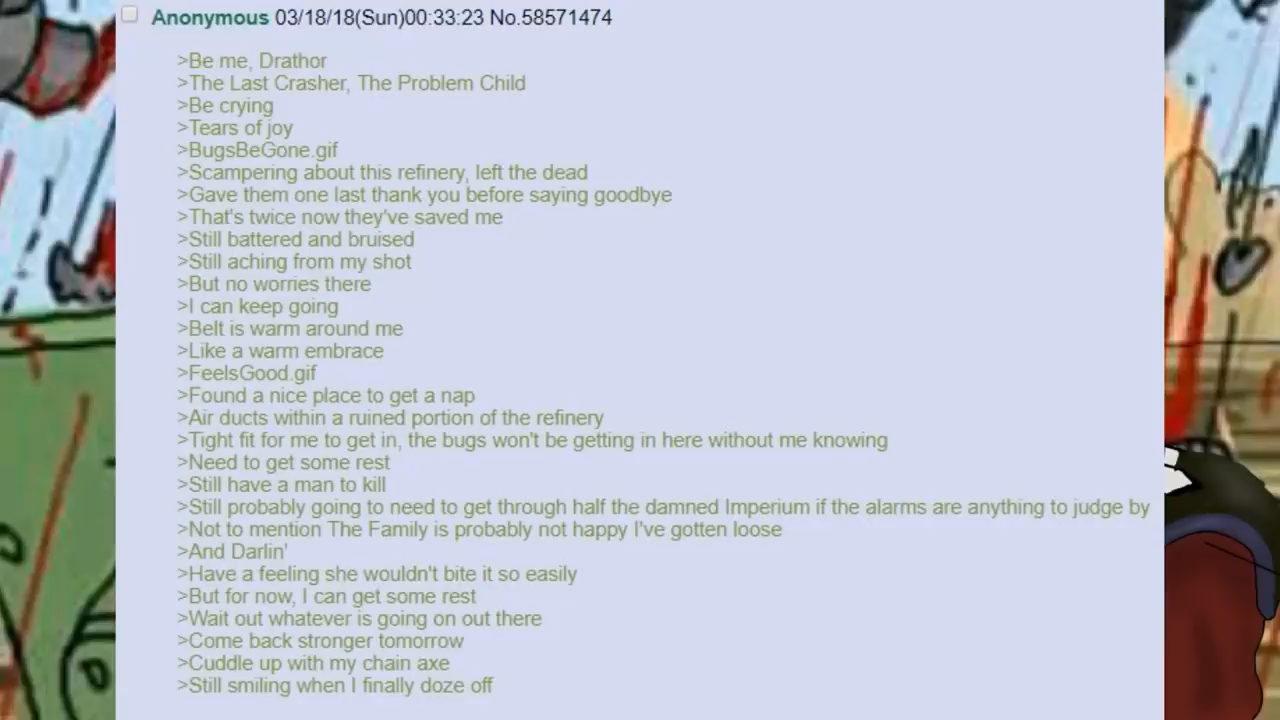 Anonymous 03/18/18(Sun)00:33:23 No.58571474
>Be me, Drathor
>The Last Crasher, The Problem Child
>Be crying
>Tears of joy
>BugsBeGone.gif
>Scampering about this refinery, left the dead
>Gave them one last thank you before saying goodbye
>That's twice now they've saved me
>Still battered and bruised
>Still aching from my shot
>But no worries there
>I can keep going
>Belt is warm around me
>Like a warm embrace
>FeelsGood.gif
>Found a nice place to get a nap
>Air ducts within a ruined portion of the refinery
>Tight fit for me to get in, the bugs won't be getting in here without me knowing
>Need to get some rest
>Still have a man to kill
>Still probably going to need to get through half the damned Imperium if the alarms are anything to judge by
>Not to mention The Family is probably not happy I've gotten loose
>And Darlin'
>Have a feeling she wouldn't bite it so easily
>But for now, I can get some rest
>Wait out whatever is going on out there
>Come back stronger tomorrow
>Cuddle up with my chain axe
>Still smiling when I finally doze off